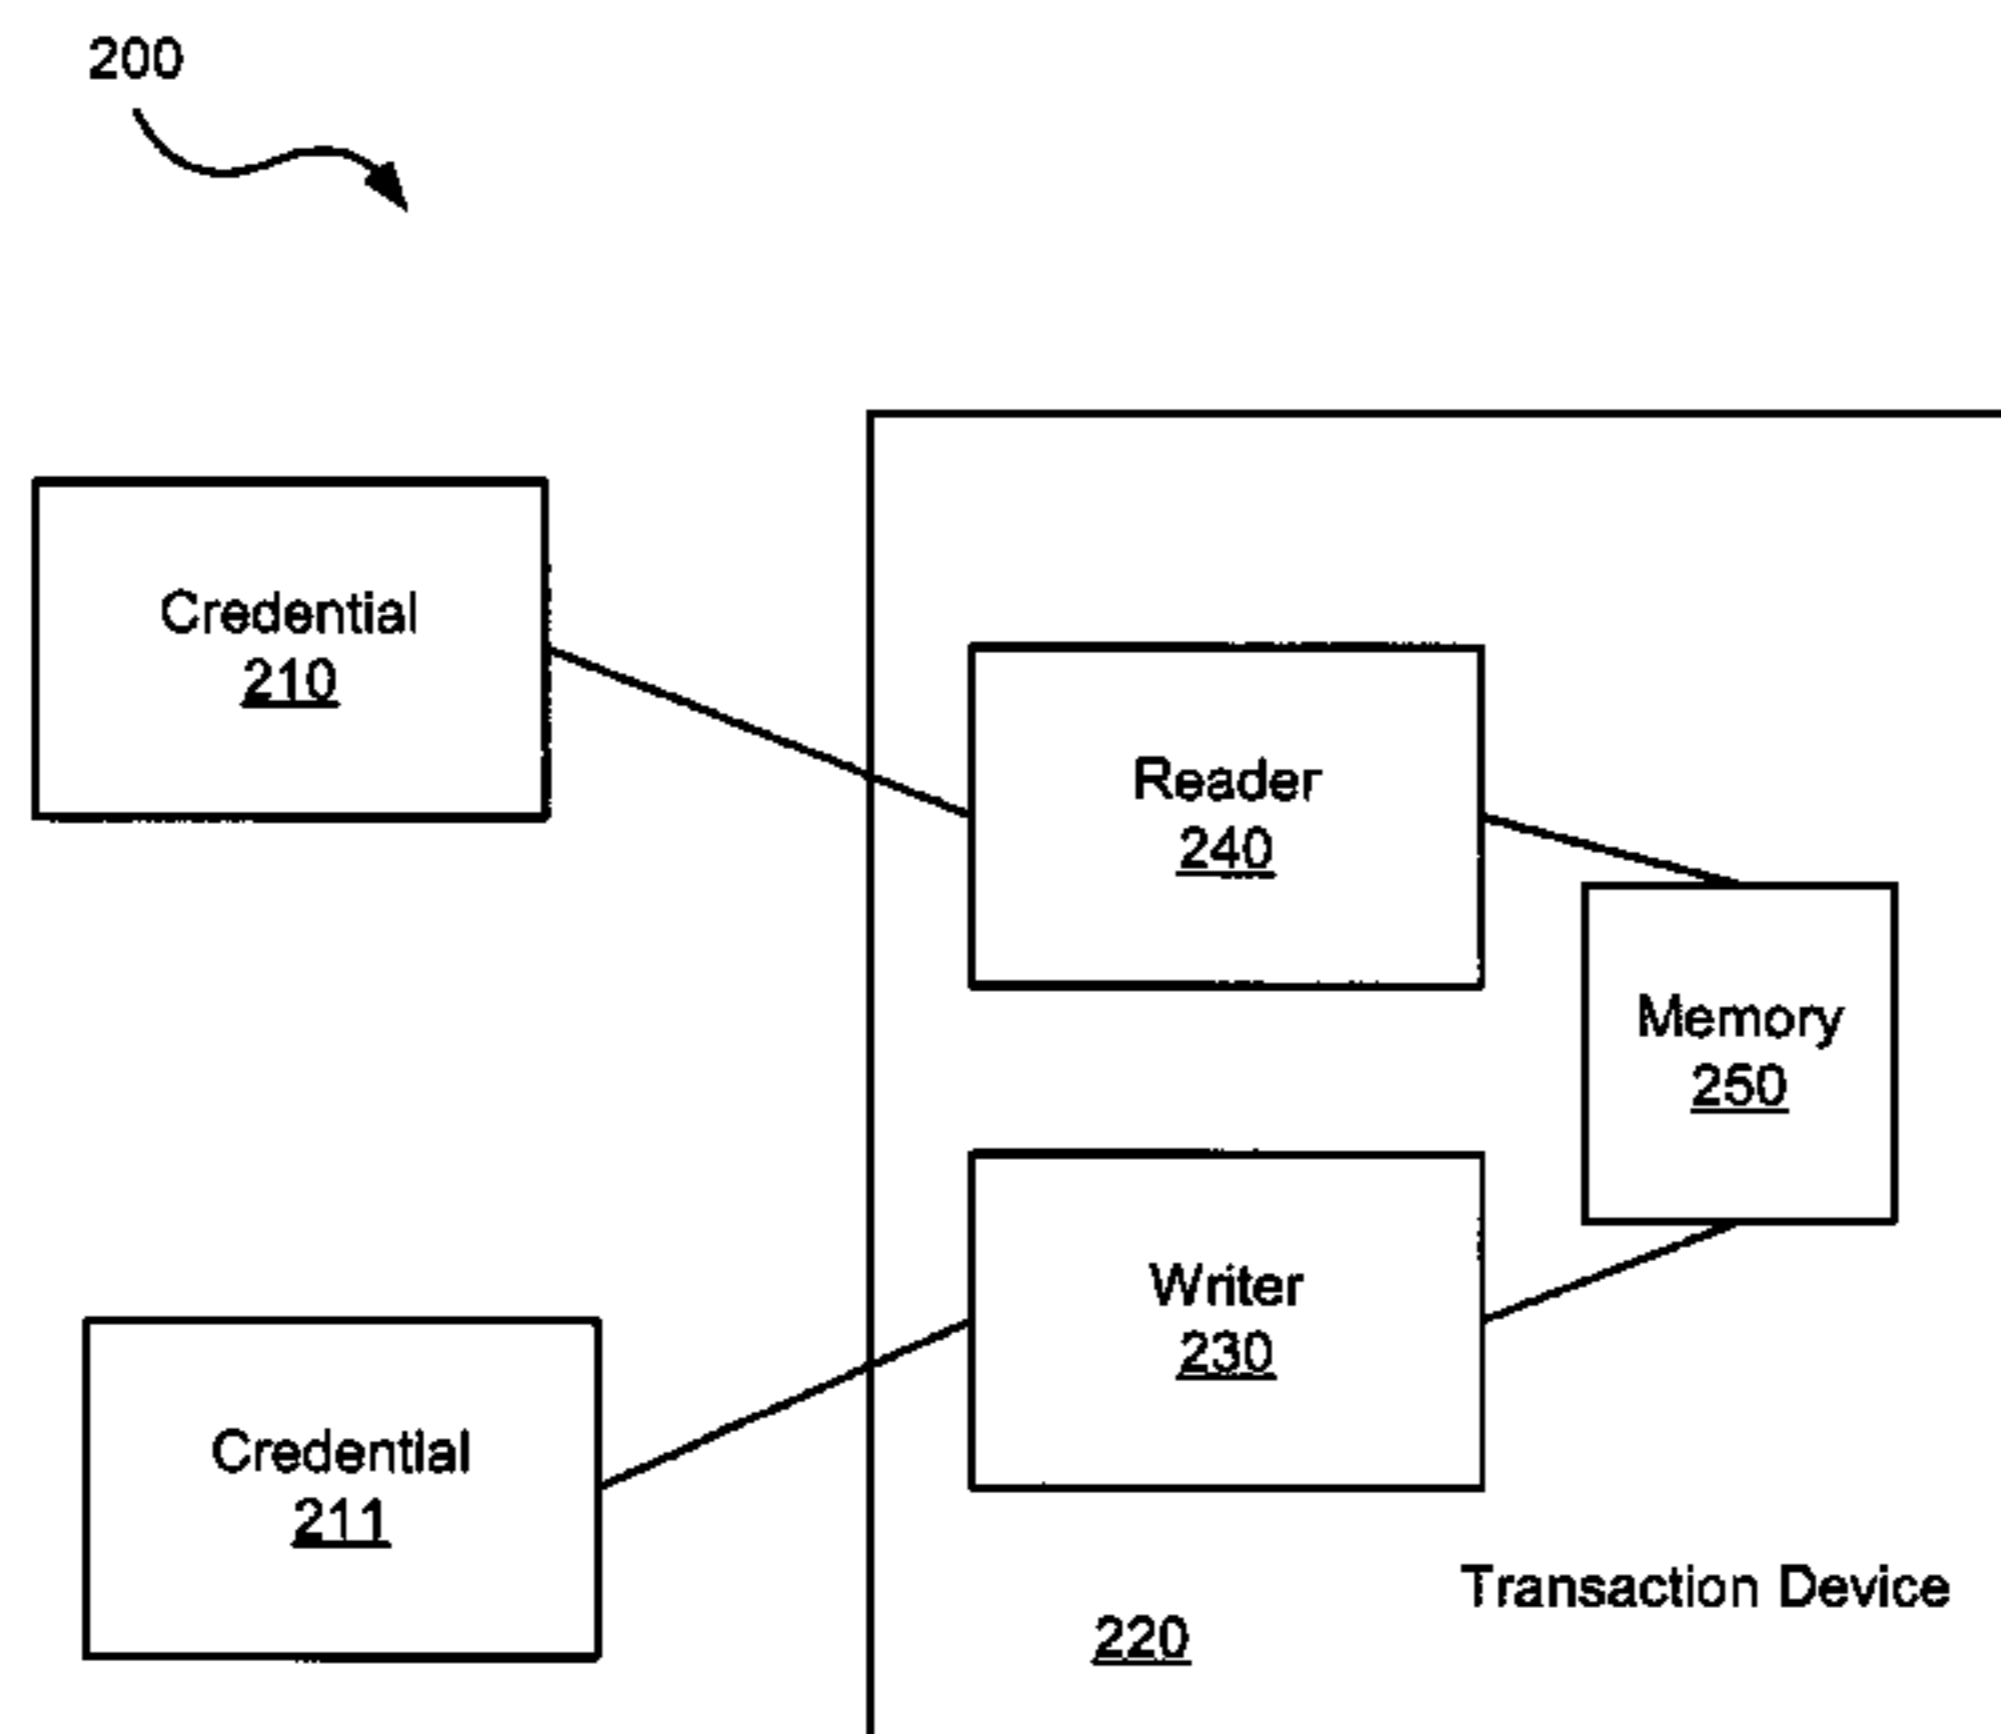 200
Credential
210
Reader
240
Memory
250
Writer
230
Credential
211
Transaction Device
220